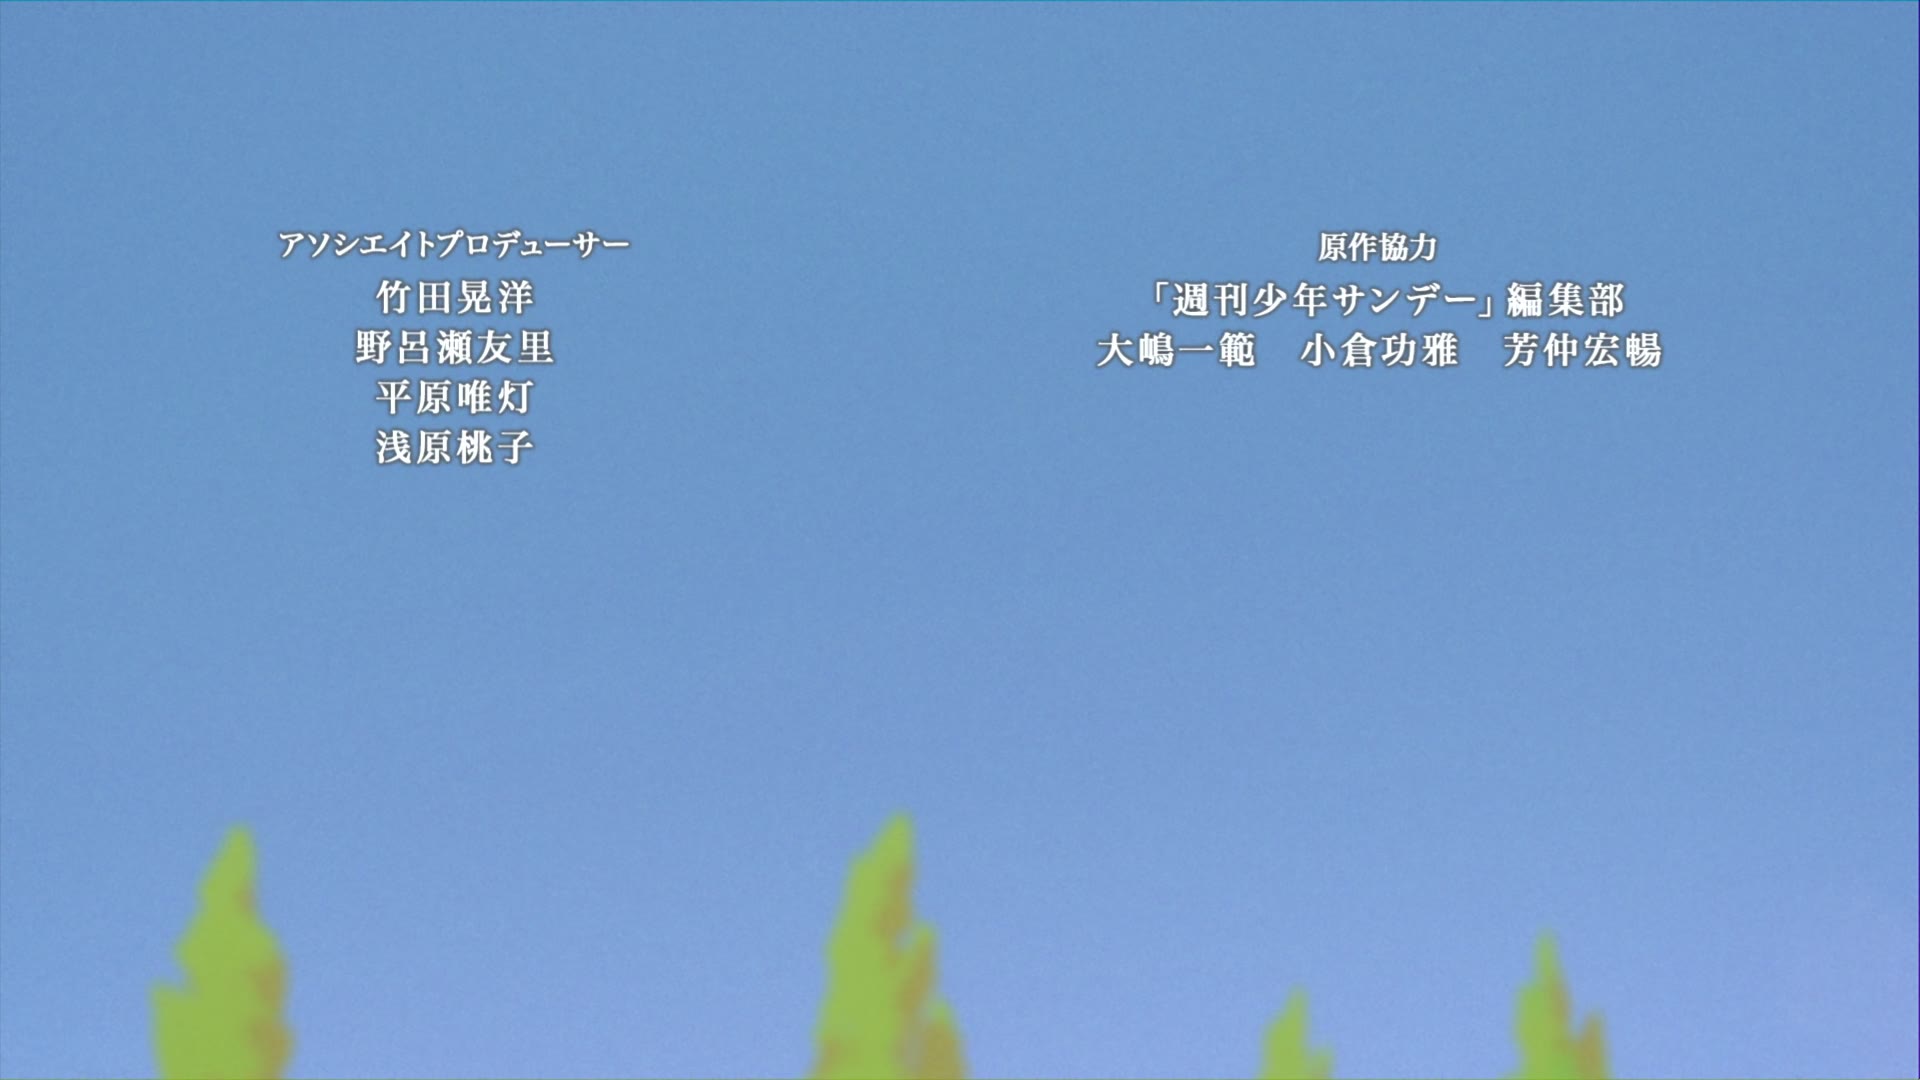 アソシエイトプロデューサー
竹田晃洋
野呂瀬友里
平原唯灯
浅原桃子
原作協力
「週刊少年サンデー」編集部
大嶋一範　小倉功雅　芳仲宏暢